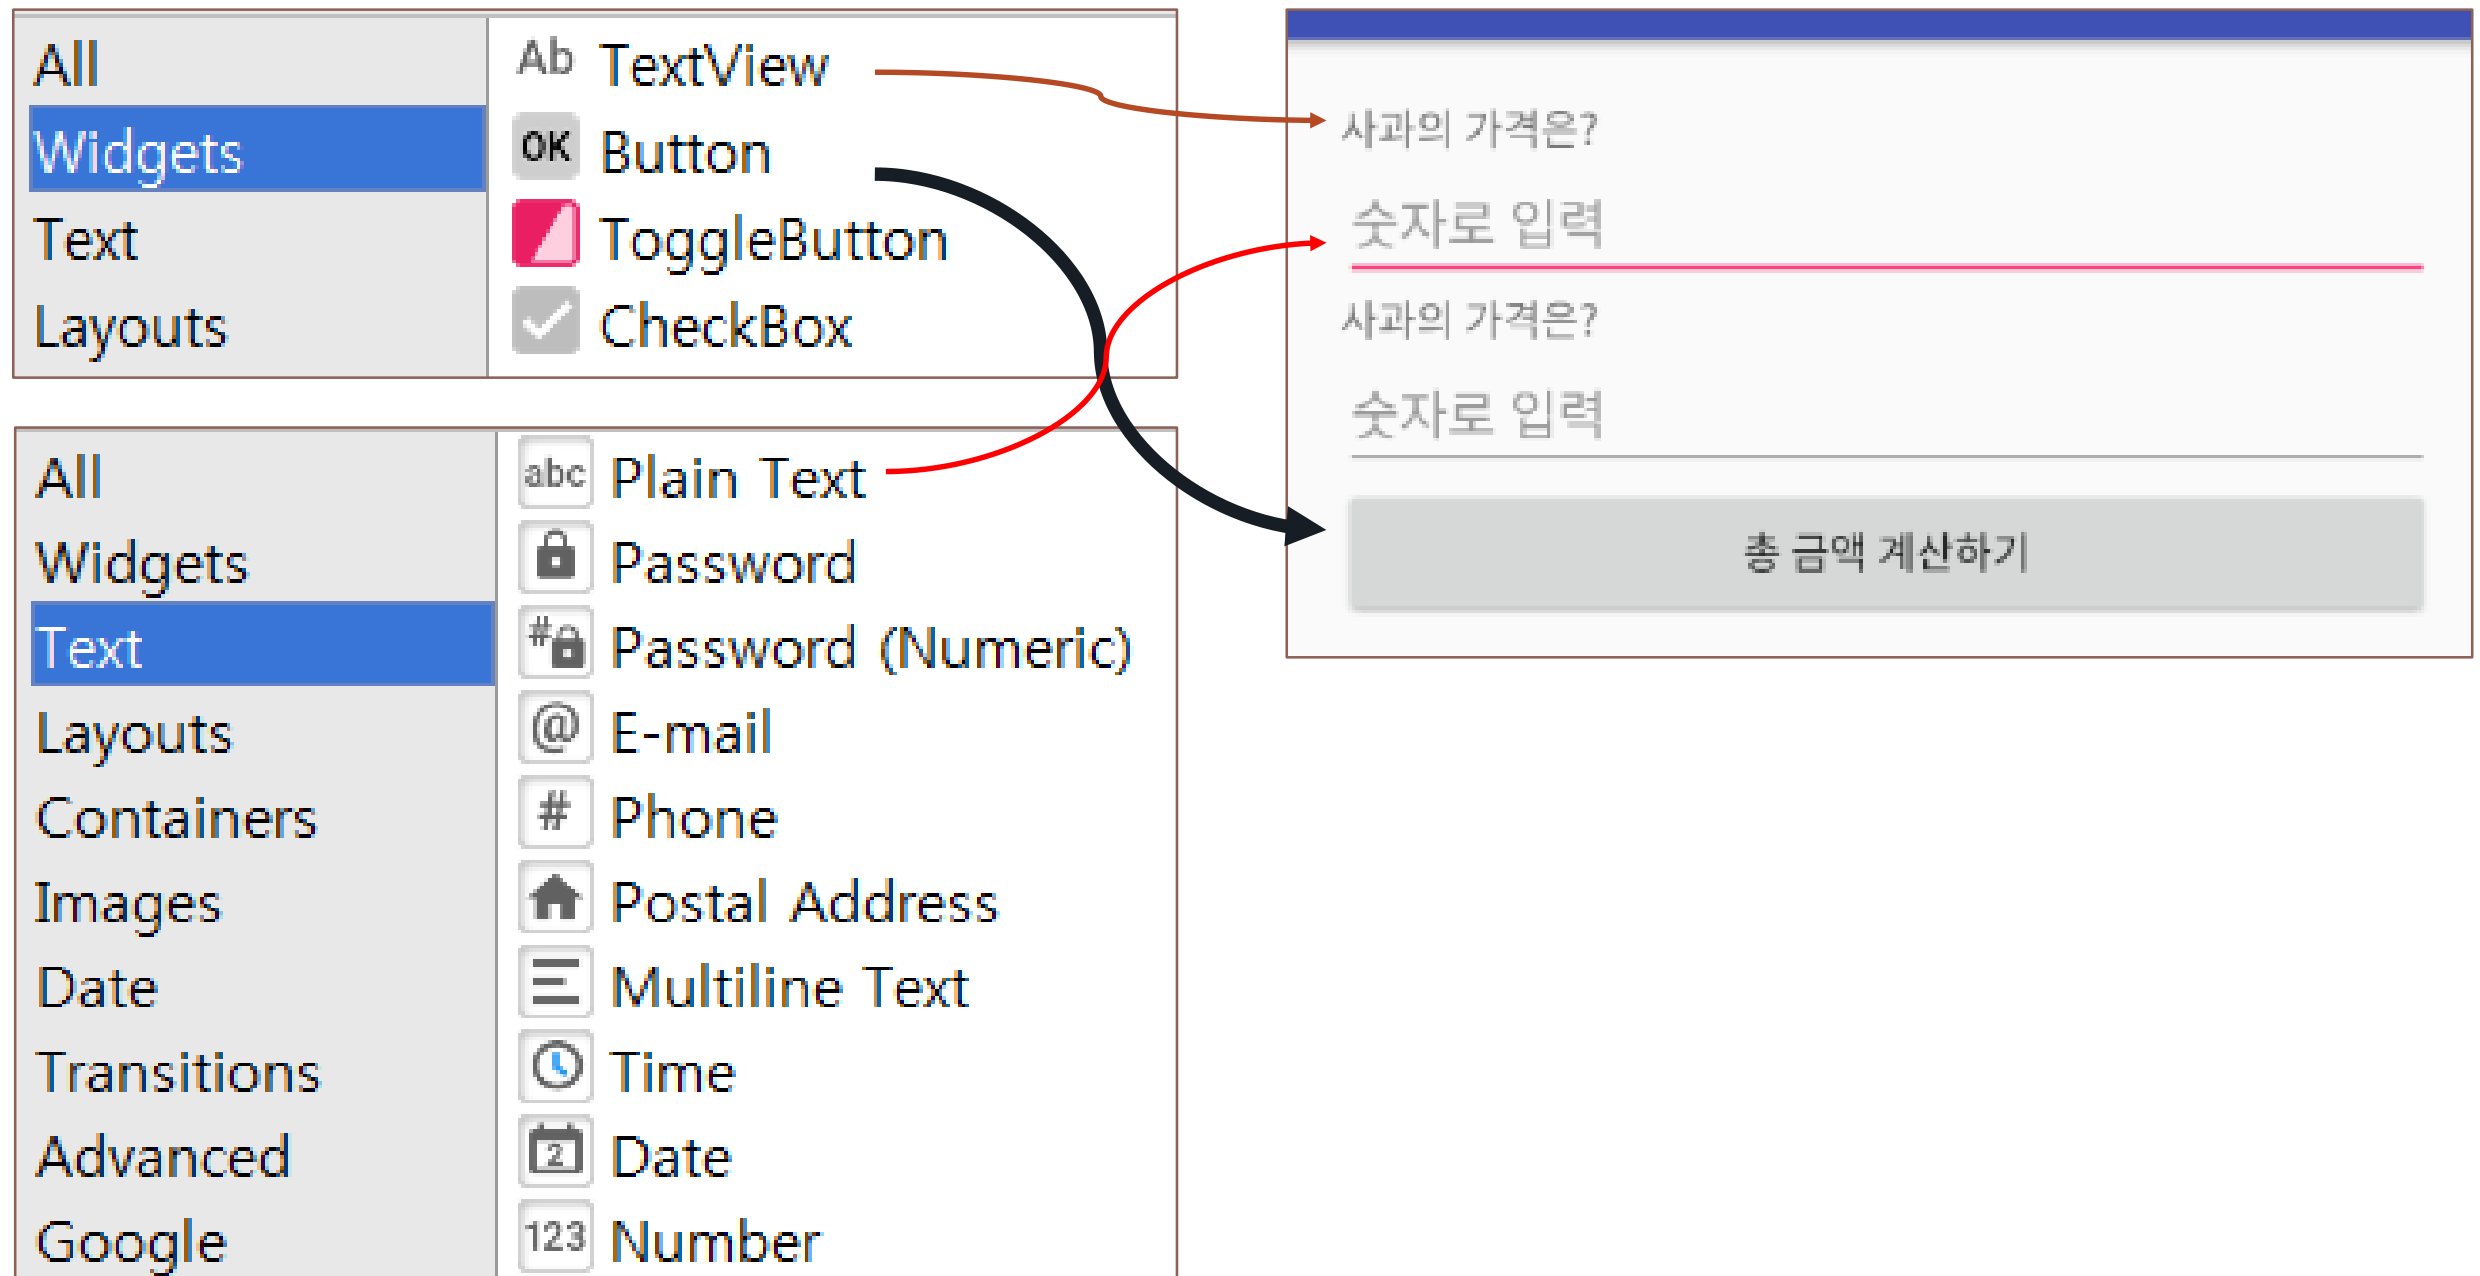 All
Widgets
Text
Layouts
Ab TextView
OK Button
ToggleButton
CheckBox
All
Widgets
Text
Layouts
Containers
Images
Date
Transitions
Advanced
Google
abc Plain Text
Password
# Password (Numeric)
@ E-mail
# Phone
Postal Address
Multiline Text
Time
2 Date
123 Number
사과의 가격은?
숫자로 입력
사과의 가격은?
숫자로 입력
총 금액 계산하기